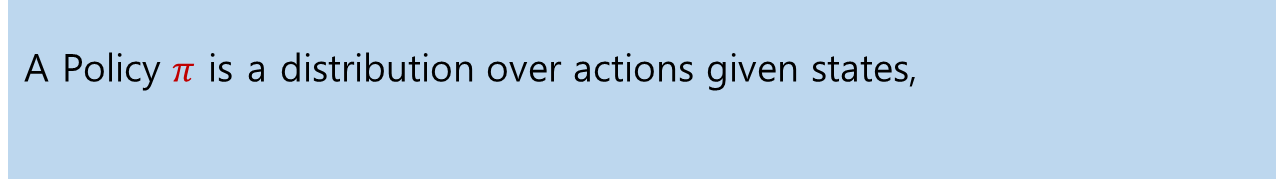 A Policy π is a distribution over actions given states,